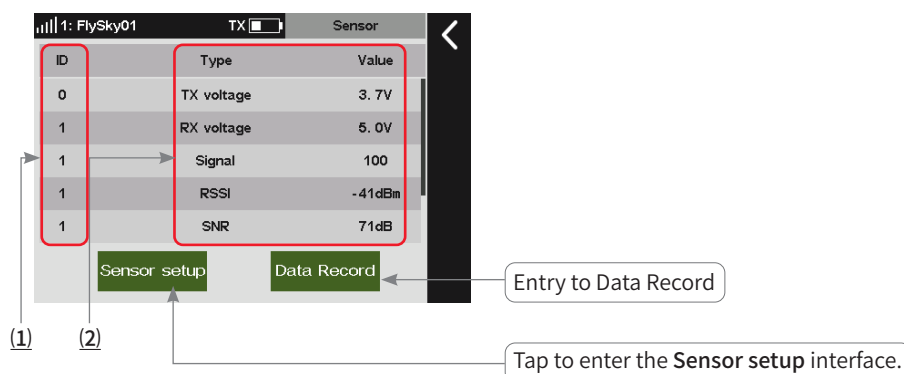 1: FlySky01 TX Sensor
ID Type Value
0 TX voltage 3. 7V
1 RX voltage 5. 0V
1 Signal 100
1 RSSI -41dBm
1 SNR 71dB
Sensor setup Data Record
Entry to Data Record
(1) (2)
Tap to enter the Sensor setup interface.